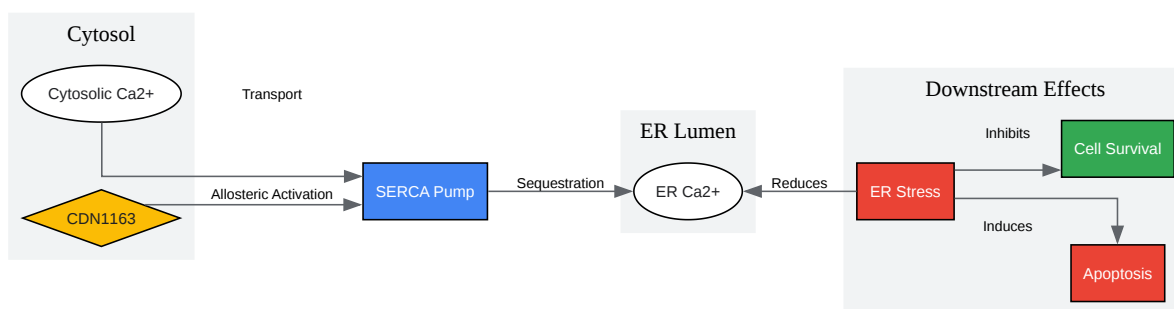 Cytosol
Cytosolic Ca2+
CDN1163
Transport
Allosteric Activation
SERCA Pump
Sequestration
ER Lumen
ER Ca2+
Reduces
Downstream Effects
ER Stress
Inhibits
Cell Survival
Induces
Apoptosis